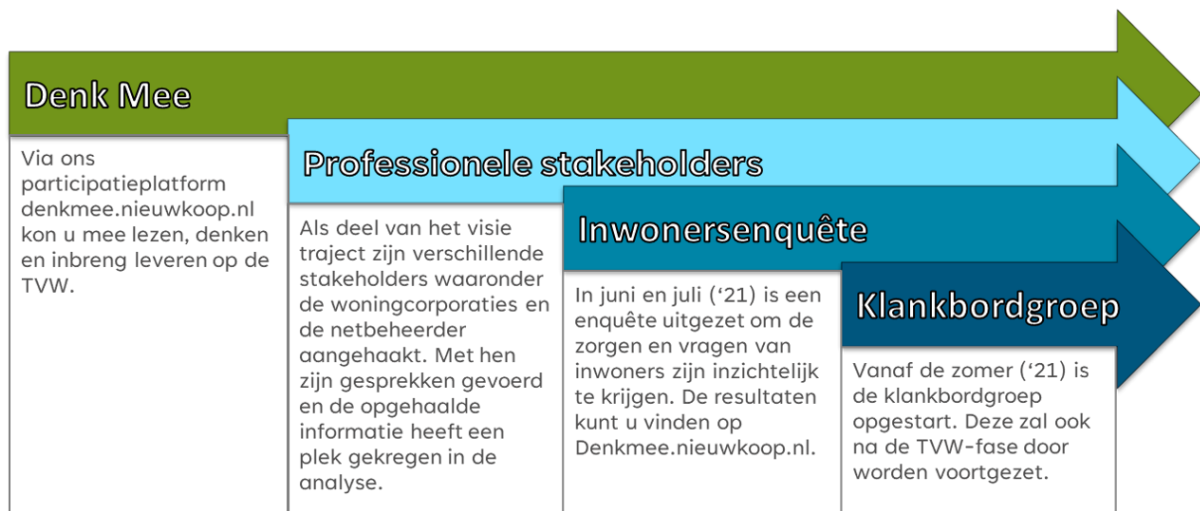 Denk Mee
Via ons
participatieplatform
denkmee.nieuwkoop.nl
kon u mee lezen, denken
en inbreng leveren op de
TVW.
Professionele stakeholders
Als deel van het visie
traject zijn verschillende
stakeholders waaronder
de woningcorporaties en
de netbeheerder
aangehaakt. Met hen
zijn gesprekken gevoerd
en de opgehaalde
informatie heeft een
plek gekregen in de
analyse.
Inwonersenquête
In juni en juli (‘21) is een
enquête uitgezet om de
zorgen en vragen van
inwoners zijn inzichtelijk
te krijgen. De resultaten
kunt u vinden op
Denkmee.nieuwkoop.nl.
Klankbordgroep
Vanaf de zomer (‘21) is
de klankbordgroep
opgestart. Deze zal ook
na de TVW-fase door
worden voortgezet.